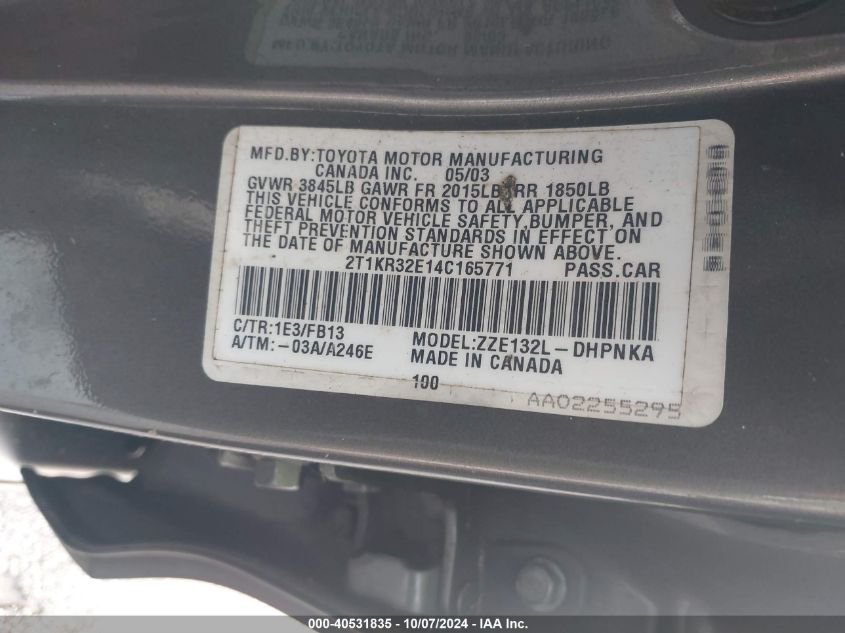 MFD.BY:TOYOTA MOTOR MANUFACTURING
CANADA INC. 05/03
GVWR 3845LB GAWR FR 2015LB RR 1850LB
THIS VEHICLE CONFORMS TO ALL APPLICABLE
FEDERAL MOTOR VEHICLE SAFETY,BUMPER, AND
THEFT PREVENTION STANDARDS IN EFFECT ON
THE DATE OF MANUFACTURE SHOWN ABOVE.
2T1KR32E14C165771 PASS.CAR
C/TR:1E3/FB13 MODEL:ZZE132L-DHPNKA
A/TM:-03A/A246E MADE IN CANADA
100
AA02255295
000-40531835 - 10/07/2024 - IAA Inc.